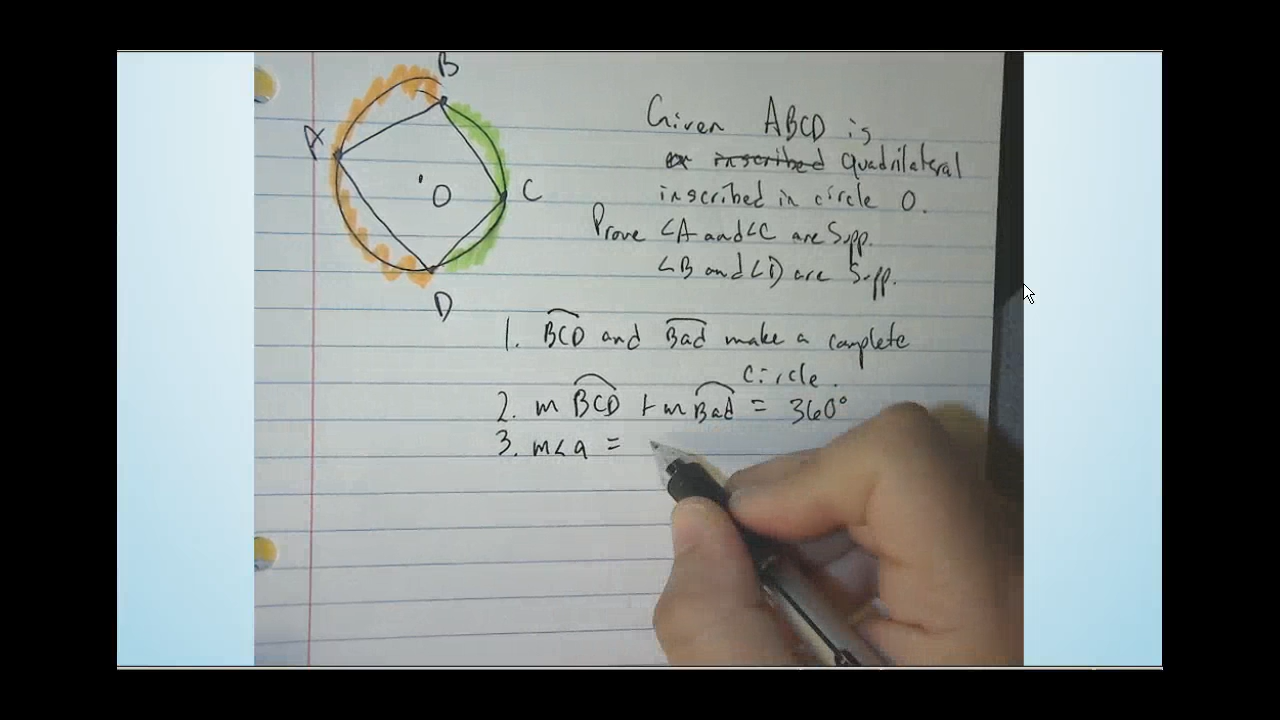 B
A
C
O
D
Given ABCD is
inscribed quadrilateral
inscribed in circle O.
Prove ∠A and ∠C are Supp.
∠B and ∠D are Supp.
1. BCD and Bad make a complete
circle.
2. m BCD + m Bad = 360°
3. m∠a =